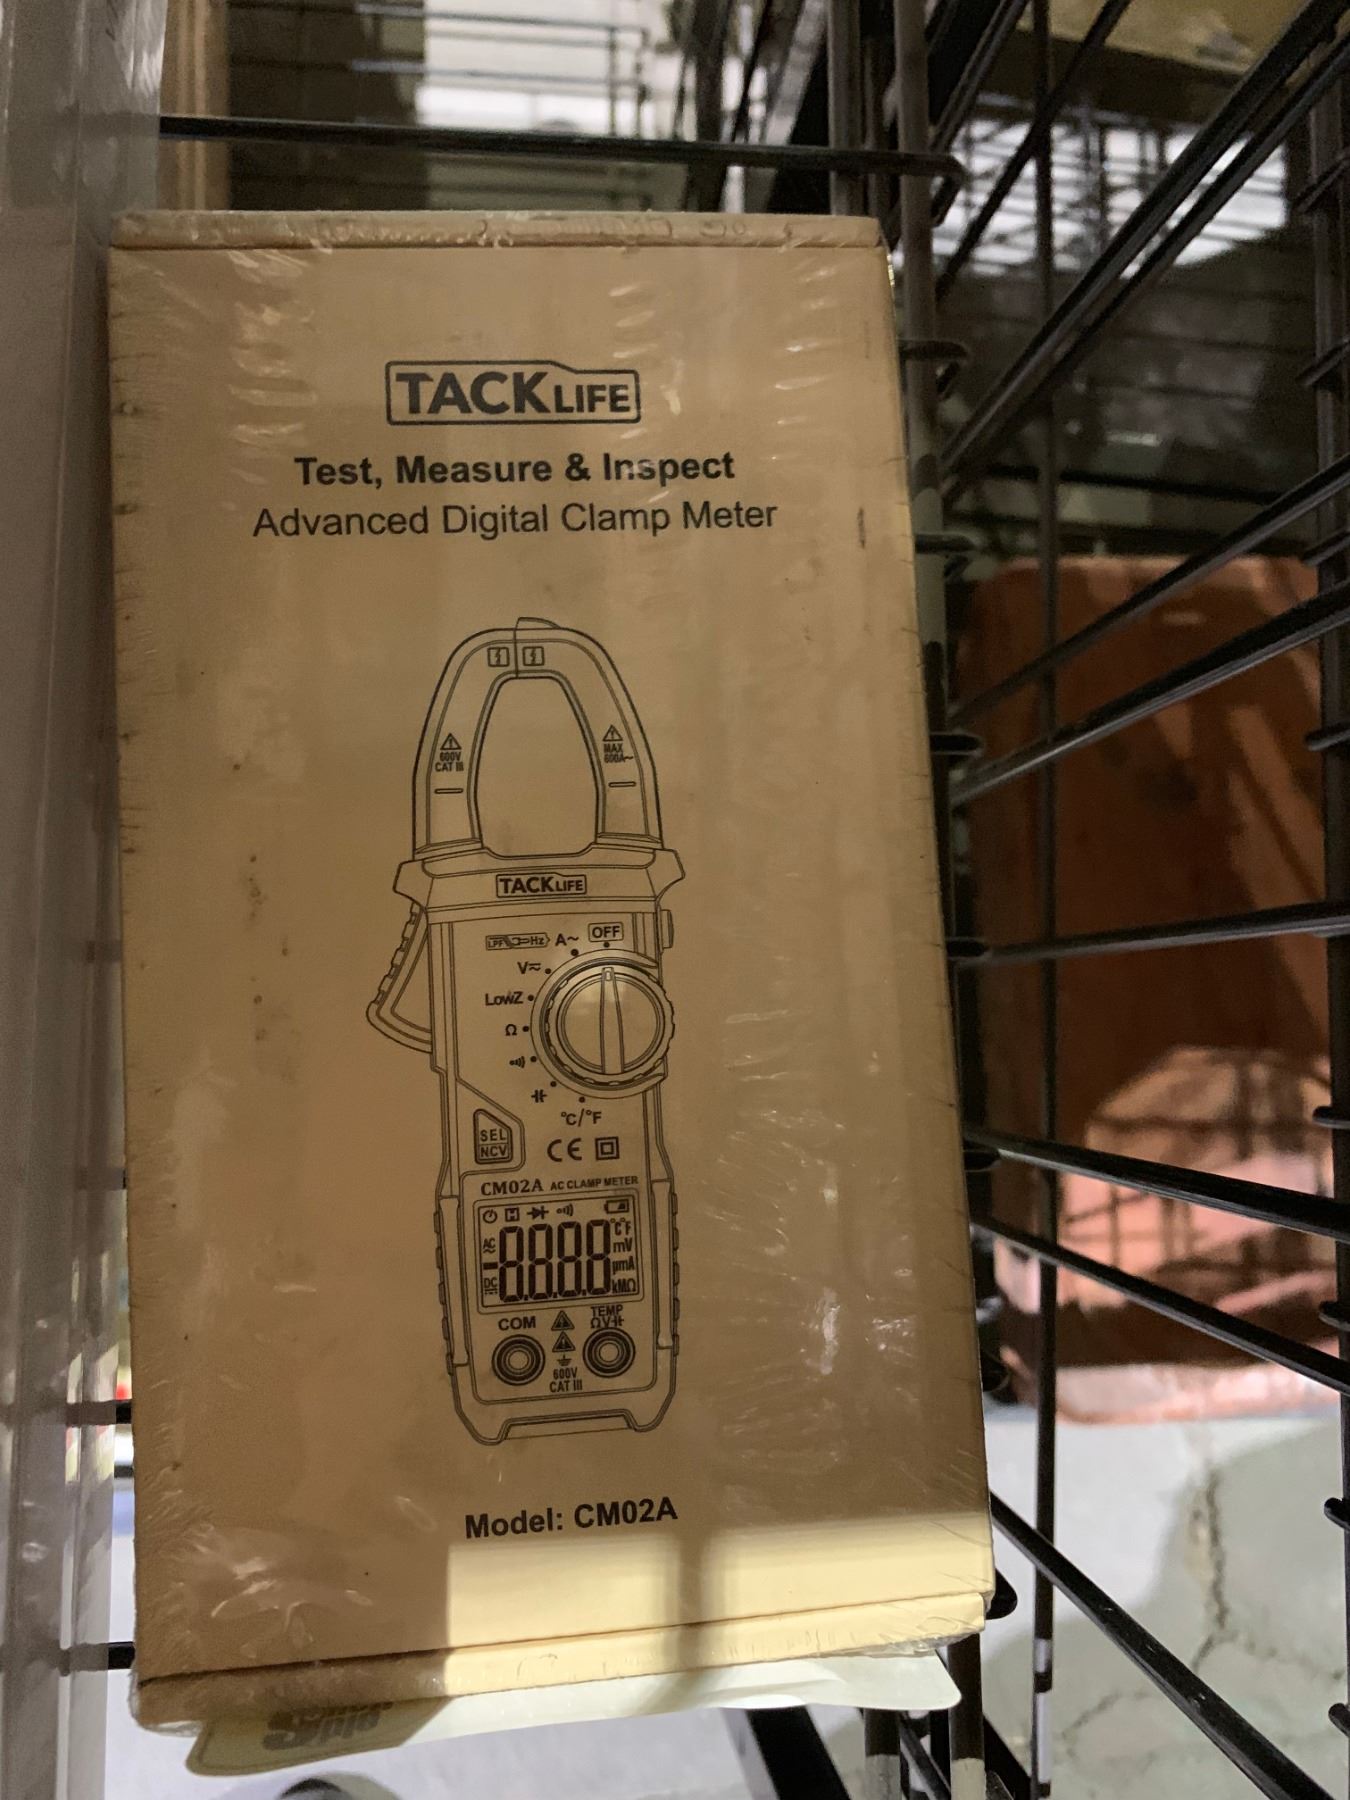 TACKLIFE
Test, Measure & Inspect
Advanced Digital Clamp Meter
600V
CAT III
MAX
600A~
TACKLIFE
LPF Hz A~ OFF
V
LowZ
Ω
°C/°F
SEL
NCV
CE
CM02A AC CLAMP METER
AC
DC
8.8.8.8
°C°F
mV
µmA
kMΩ
COM
TEMP
ΩV
600V
CAT III
Model: CM02A